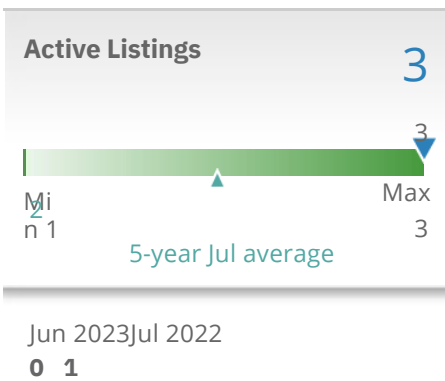 Active Listings
3
3
Mi
n 1
2
Max
3
5-year Jul average
Jun 2023Jul 2022
0 1